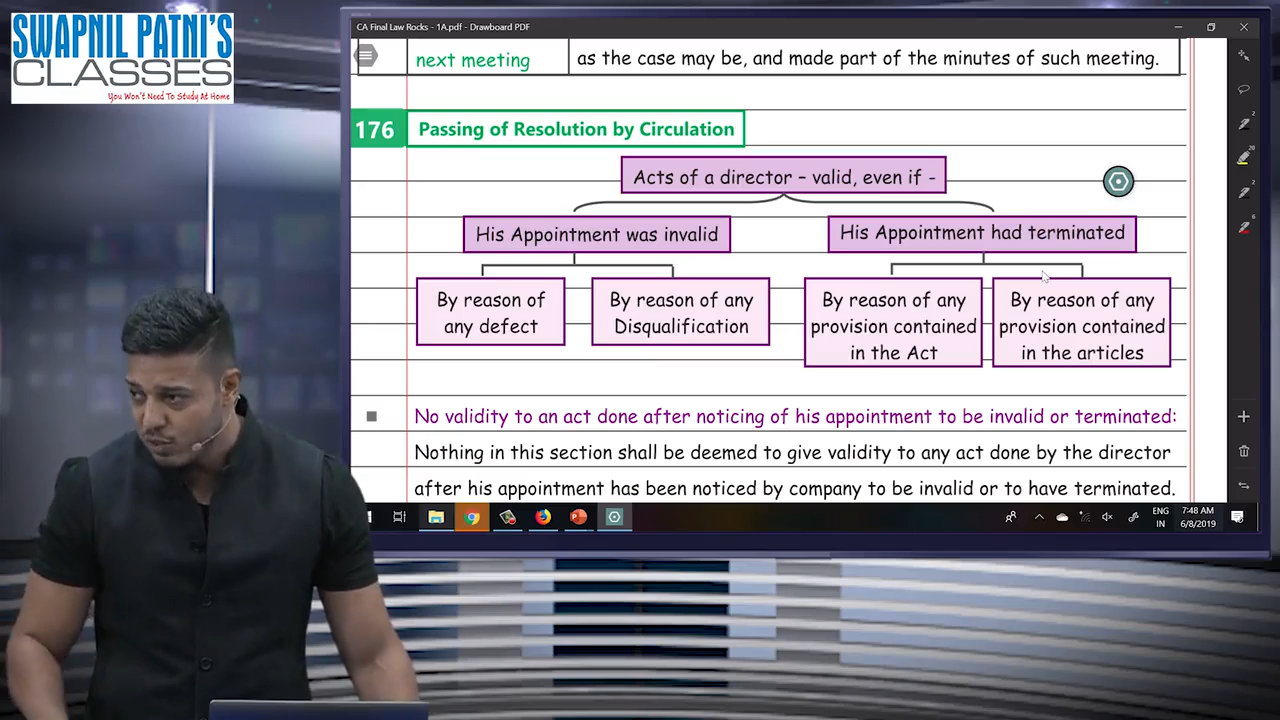 SWAPNIL PATNI'S
CLASSES
You Won't Need To Study At Home
CA Final Law Rocks - 1A.pdf - Drawboard PDF
next meeting
as the case may be, and made part of the minutes of such meeting.
176
Passing of Resolution by Circulation
Acts of a director – valid, even if -
His Appointment was invalid
His Appointment had terminated
By reason of
any defect
By reason of any
Disqualification
By reason of any
provision contained
in the Act
By reason of any
provision contained
in the articles
No validity to an act done after noticing of his appointment to be invalid or terminated:
Nothing in this section shall be deemed to give validity to any act done by the director
after his appointment has been noticed by company to be invalid or to have terminated.
2
20
2
6
ENG
IN
7:48 AM
6/8/2019